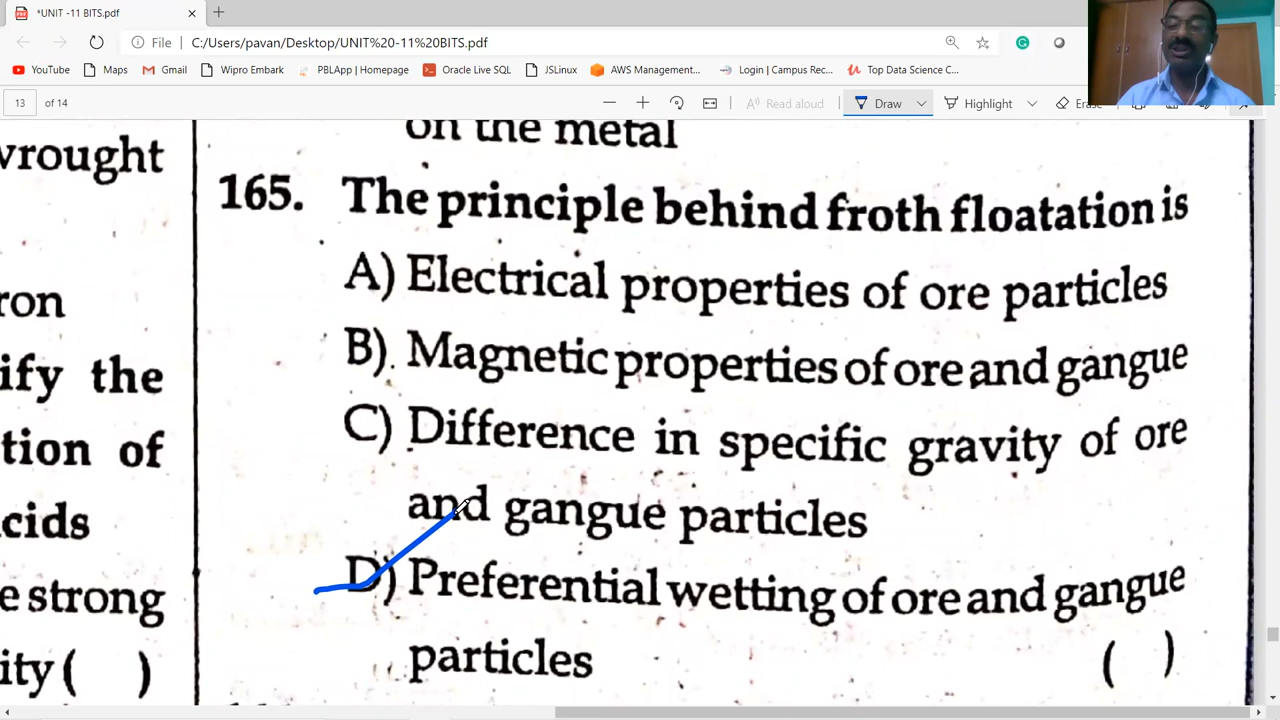 *UNIT -11 BITS.pdf
File C:/Users/pavan/Desktop/UNIT%20-11%20BITS.pdf
YouTube Maps Gmail Wipro Embark PBLApp | Homepage Oracle Live SQL JSLinux AWS Management... Login | Campus Rec... Top Data Science C...
13 of 14 Read aloud Draw Highlight
on the metal
165. The principle behind froth floatation is
A) Electrical properties of ore particles
B) Magnetic properties of ore and gangue
C) Difference in specific gravity of ore
and gangue particles
D) Preferential wetting of ore and gangue
particles ( )
vrought
ron
ify the
tion of
cids
e strong
ity ( )